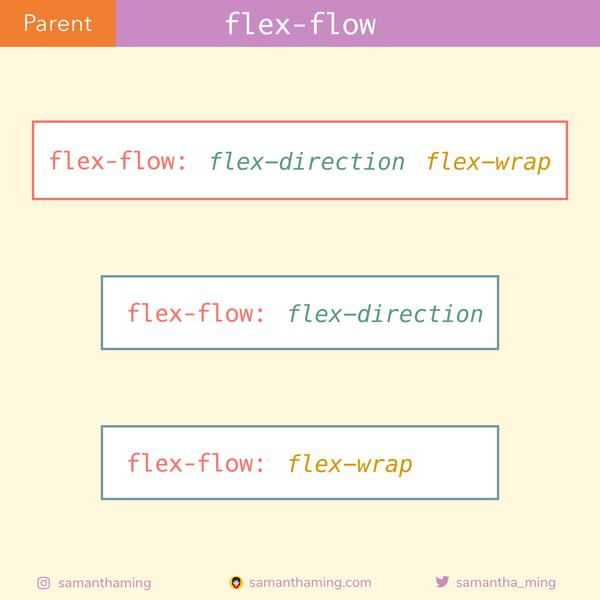 Parent
flex-flow
flex-flow: flex-direction flex-wrap
flex-flow: flex-direction
flex-flow: flex-wrap
samanthaming samanthaming.com samantha_ming